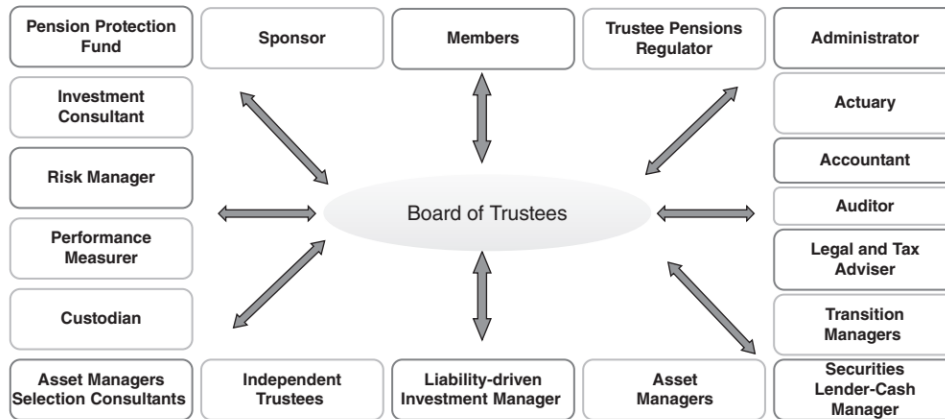 Pension Protection
Fund
Sponsor
Members
Trustee Pensions
Regulator
Administrator
Investment
Consultant
Actuary
Risk Manager
Accountant
Board of Trustees
Auditor
Performance
Measurer
Legal and Tax
Adviser
Custodian
Transition
Managers
Asset Managers
Selection Consultants
Independent
Trustees
Liability-driven
Investment Manager
Asset
Managers
Securities
Lender-Cash
Manager